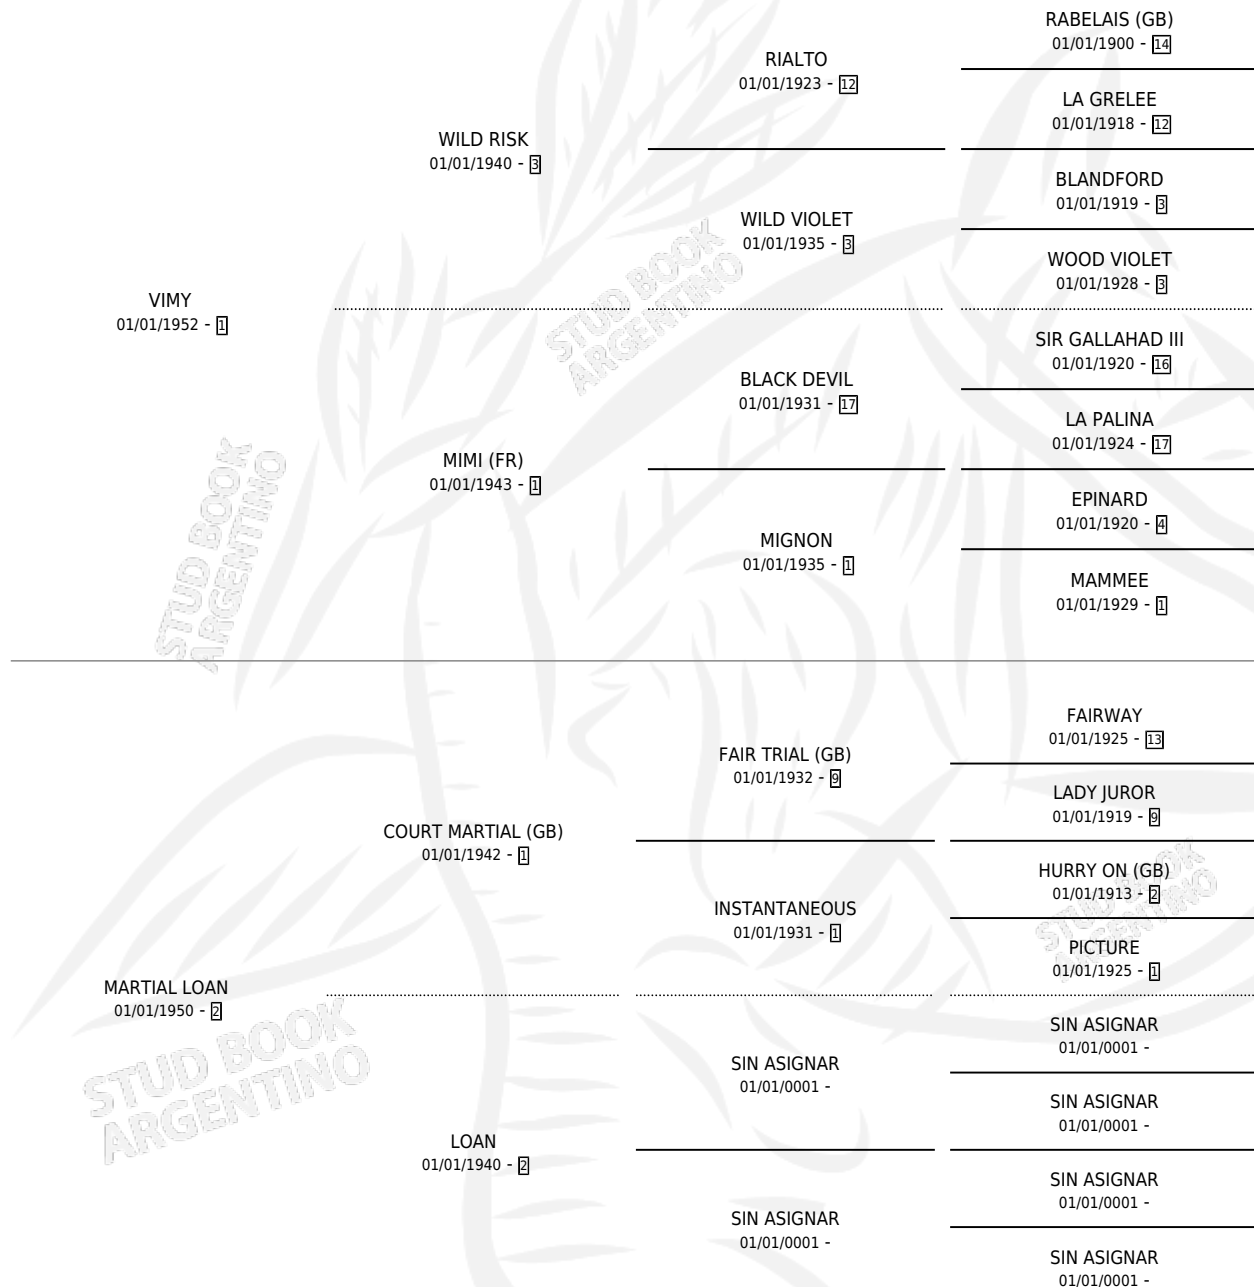 RABELAIS (GB)
01/01/1900 - 14
RIALTO
01/01/1923 - 12
LA GRELEE
01/01/1918 - 12
WILD RISK
01/01/1940 - 3
BLANDFORD
01/01/1919 - 3
WILD VIOLET
01/01/1935 - 3
WOOD VIOLET
01/01/1928 - 3
VIMY
01/01/1952 - 1
SIR GALLAHAD III
01/01/1920 - 16
BLACK DEVIL
01/01/1931 - 17
LA PALINA
01/01/1924 - 17
MIMI (FR)
01/01/1943 - 1
EPINARD
01/01/1920 - 4
MIGNON
01/01/1935 - 1
MAMMEE
01/01/1929 - 1
FAIRWAY
01/01/1925 - 13
FAIR TRIAL (GB)
01/01/1932 - 9
LADY JUROR
01/01/1919 - 9
COURT MARTIAL (GB)
01/01/1942 - 1
HURRY ON (GB)
01/01/1913 - 2
INSTANTANEOUS
01/01/1931 - 1
PICTURE
01/01/1925 - 1
MARTIAL LOAN
01/01/1950 - 2
SIN ASIGNAR
01/01/0001 -
SIN ASIGNAR
01/01/0001 -
SIN ASIGNAR
01/01/0001 -
LOAN
01/01/1940 - 2
SIN ASIGNAR
01/01/0001 -
SIN ASIGNAR
01/01/0001 -
SIN ASIGNAR
01/01/0001 -
STUD BOOK
ARGENTINO
STUD BOOK
ARGENTINO
STUD BOOK
ARGENTINO
STUD BOOK
ARGENTINO